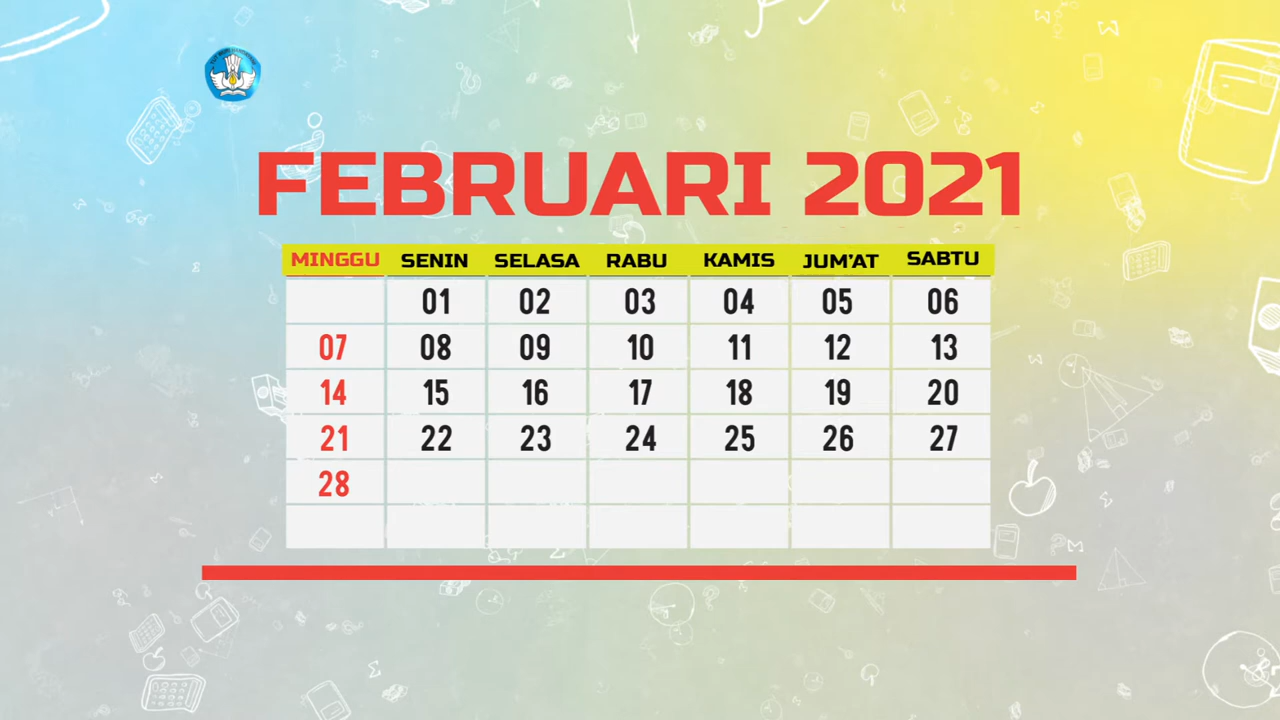 FEBRUARI 2021
MINGGU SENIN SELASA RABU KAMIS JUM'AT SABTU
01 02 03 04 05 06
07 08 09 10 11 12 13
14 15 16 17 18 19 20
21 22 23 24 25 26 27
28